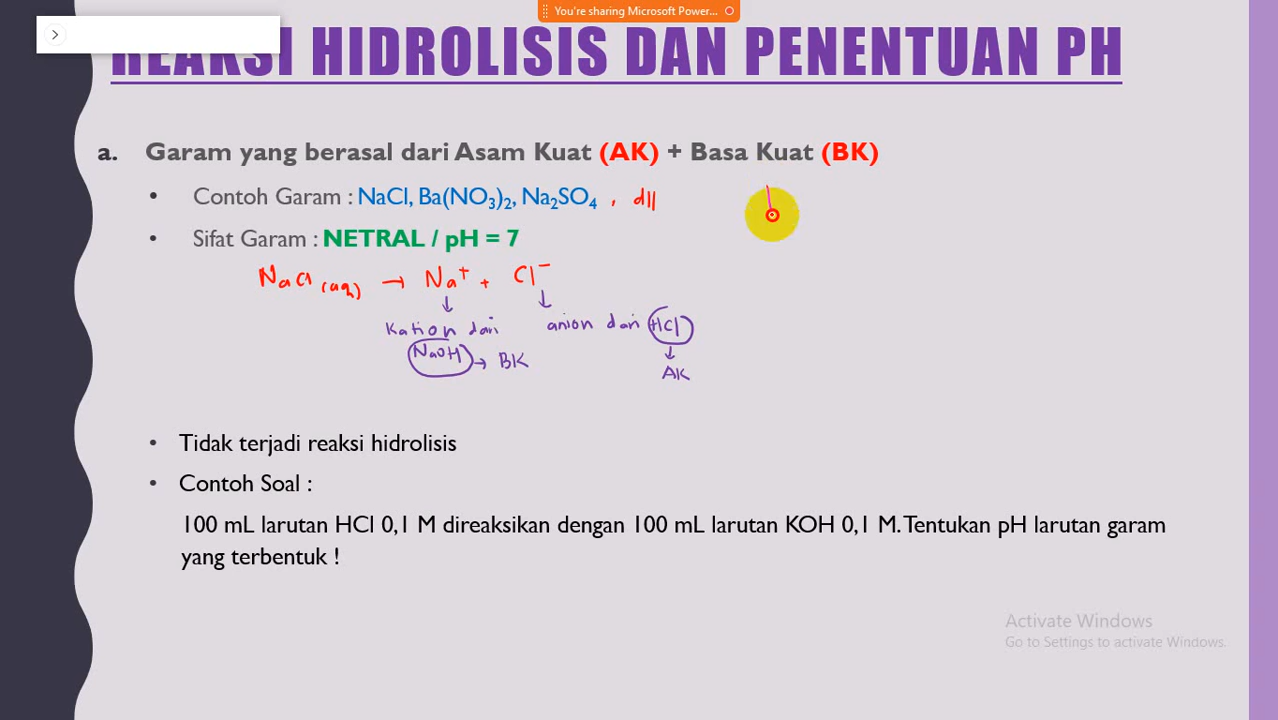 You're sharing Microsoft Power...
REAKSI HIDROLISIS DAN PENENTUAN PH
a. Garam yang berasal dari Asam Kuat (AK) + Basa Kuat (BK)
• Contoh Garam : NaCl, Ba(NO₃)₂, Na₂SO₄ , dll
• Sifat Garam : NETRAL / pH = 7
NaCl (aq) → Na⁺ + Cl⁻
↓ ↓
Kation dari anion dari HCl
NaOH → BK ↓
AK
• Tidak terjadi reaksi hidrolisis
• Contoh Soal :
100 mL larutan HCl 0,1 M direaksikan dengan 100 mL larutan KOH 0,1 M. Tentukan pH larutan garam
yang terbentuk !
Activate Windows
Go to Settings to activate Windows.